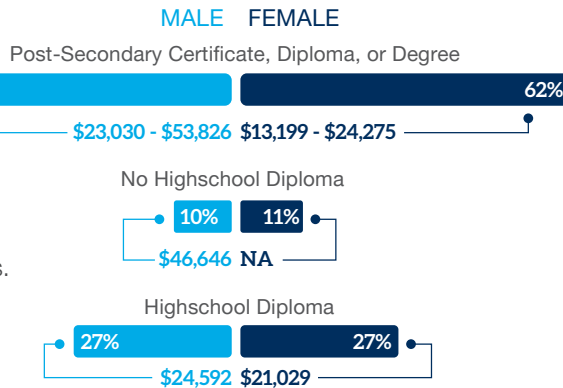 MALE FEMALE
Post-Secondary Certificate, Diploma, or Degree
62%
$23,030 - $53,826 $13,199 - $24,275
No Highschool Diploma
10% 11%
$46,646 NA
s.
Highschool Diploma
27% 27%
$24,592 $21,029